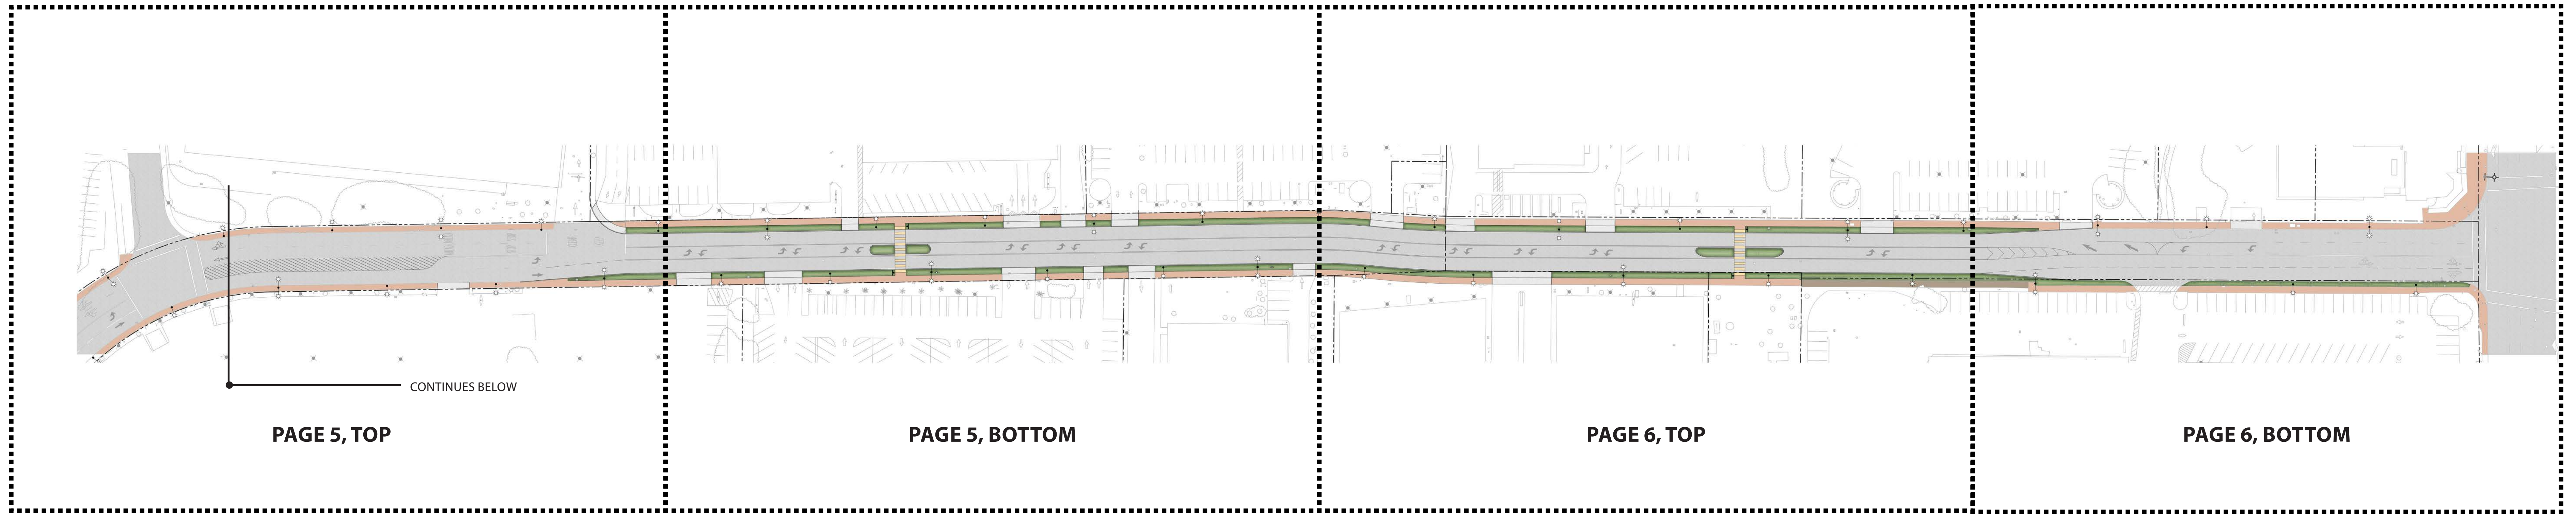 CONTINUES BELOW
PAGE 5, TOP
PAGE 5, BOTTOM
PAGE 6, TOP
PAGE 6, BOTTOM